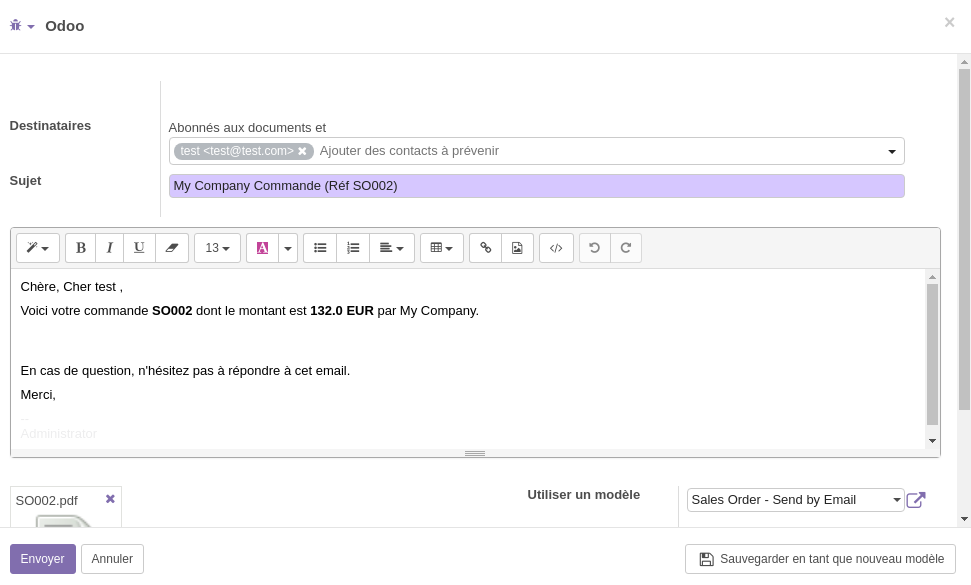 Odoo
×
Destinataires
Abonnés aux documents et
test <test@test.com> ✖ Ajouter des contacts à prévenir
Sujet
My Company Commande (Réf SO002)
B I U 13 A </>
Chère, Cher test ,
Voici votre commande SO002 dont le montant est 132.0 EUR par My Company.
En cas de question, n'hésitez pas à répondre à cet email.
Merci,
--
Administrator
SO002.pdf ✖
Utiliser un modèle
Sales Order - Send by Email
Envoyer
Annuler
Sauvegarder en tant que nouveau modèle